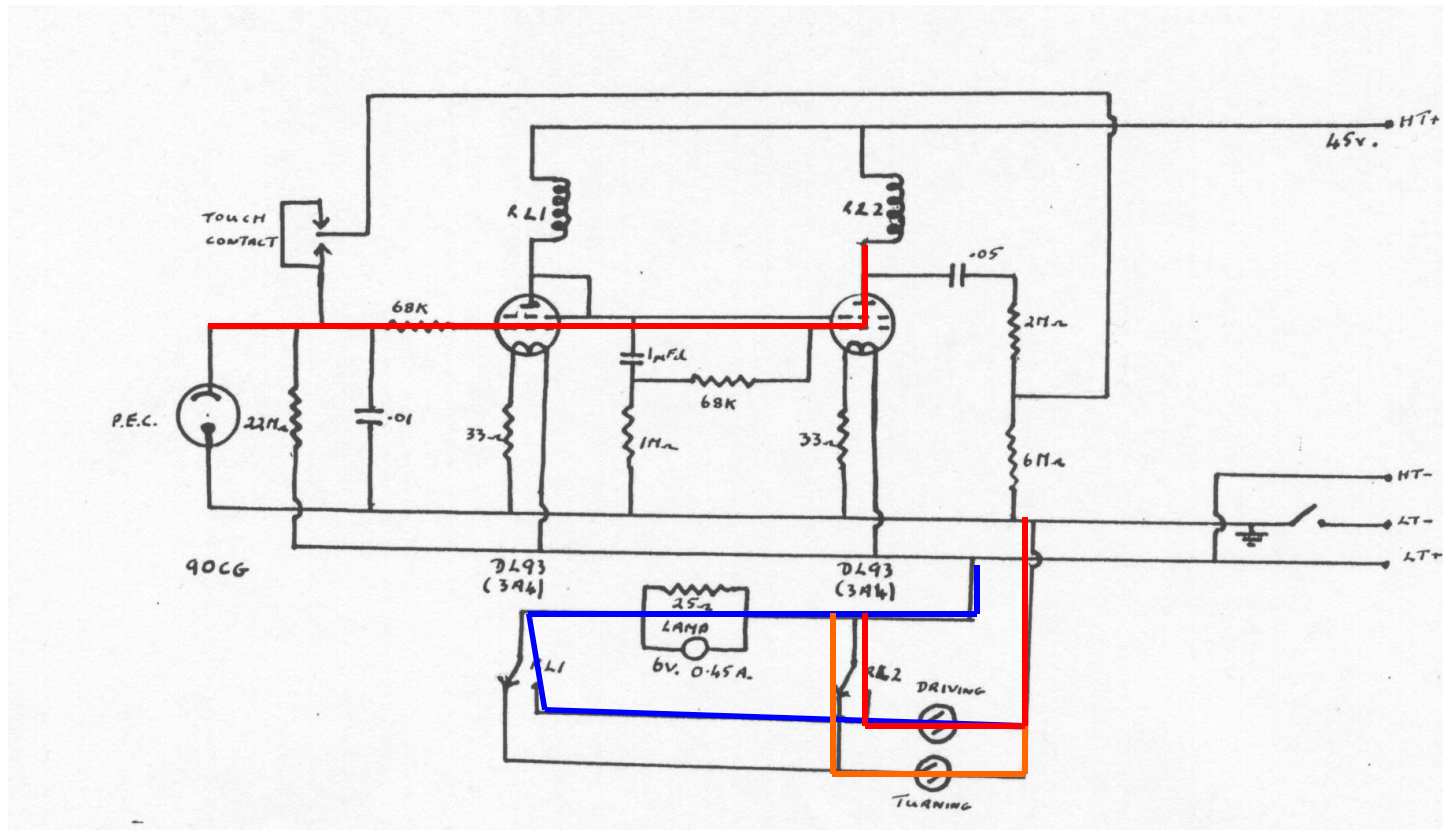 HT+
45v.
RL1
RL2
TOUCH
CONTACT
.05
68K
2MΩ
1µFd
68K
P.E.C.
22MΩ
.01
33Ω
1MΩ
33Ω
6MΩ
HT-
LT-
LT+
90CG
DL93
(3A4)
DL93
(3A4)
25Ω
LAMP
6V. 0.45A.
RL1
RL2
DRIVING
TURNING